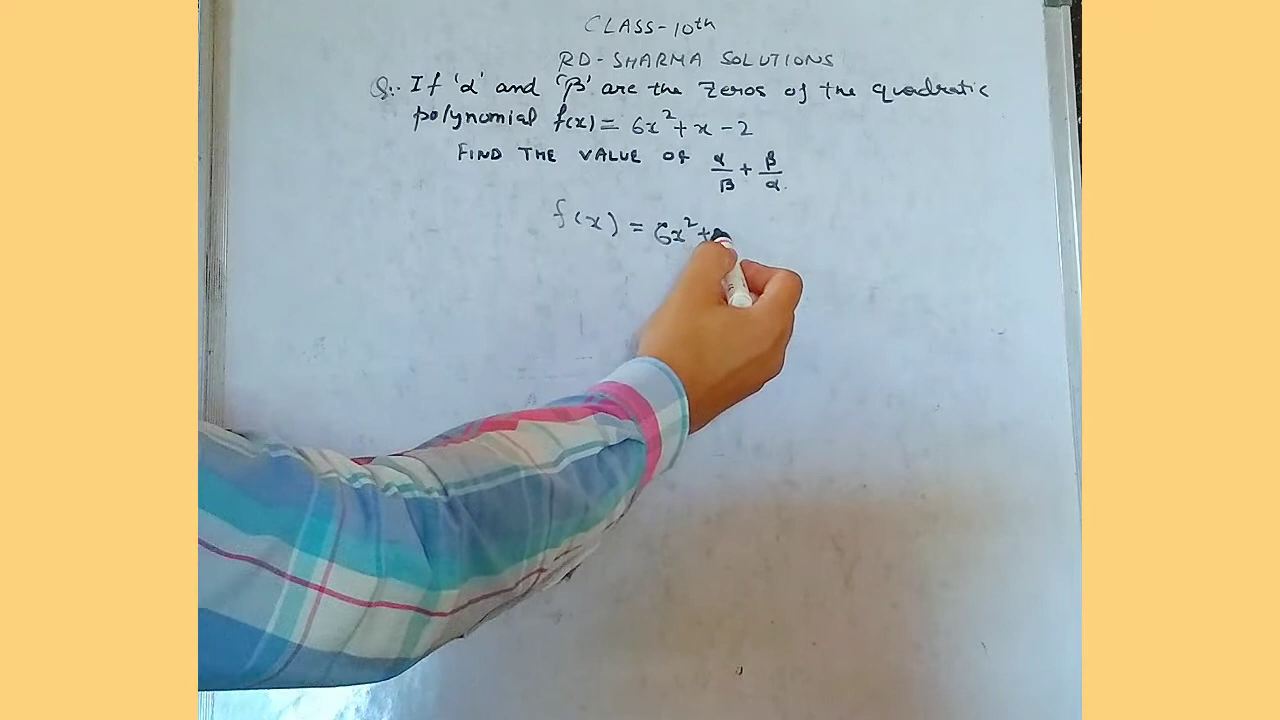 CLASS-10th
RD-SHARMA SOLUTIONS
Q:. If 'α' and 'β' are the zeros of the quadratic
polynomial f(x) = 6x² + x - 2
FIND THE VALUE OF α/β + β/α.
f(x) = 6x² +